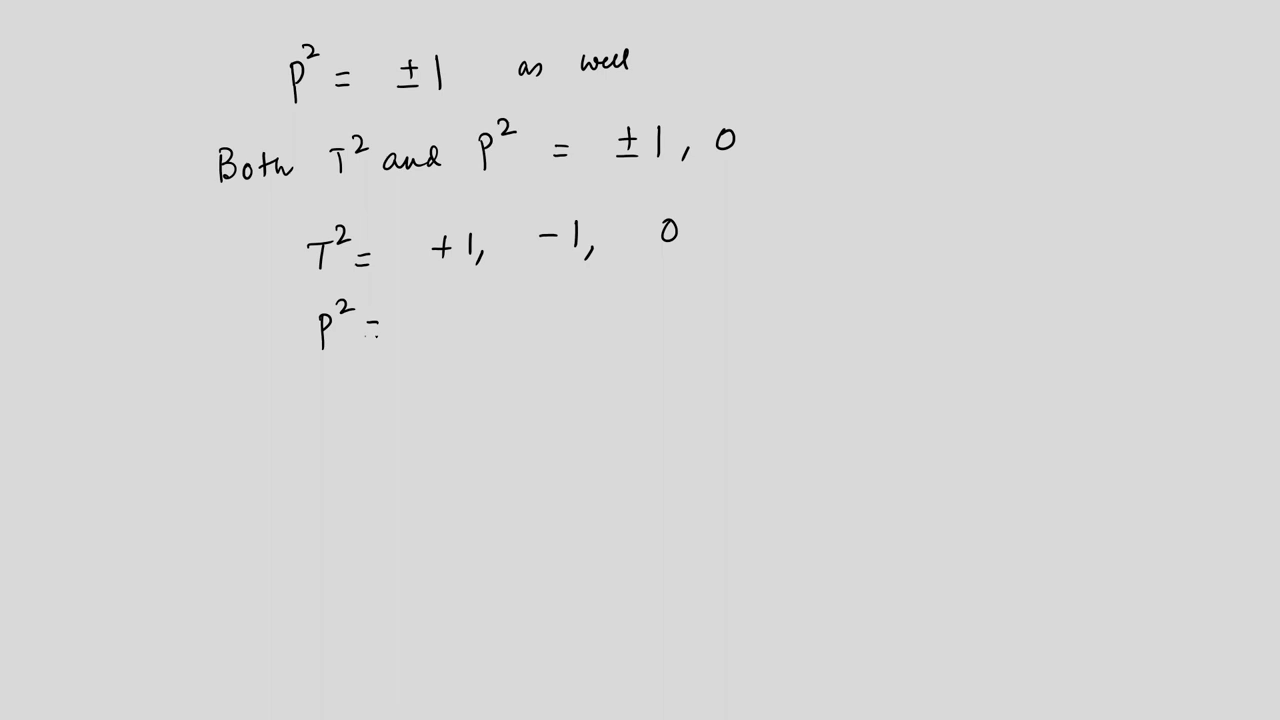 P² = ±1 as well
Both T² and P² = ±1, 0
T² = +1, -1, 0
P² =